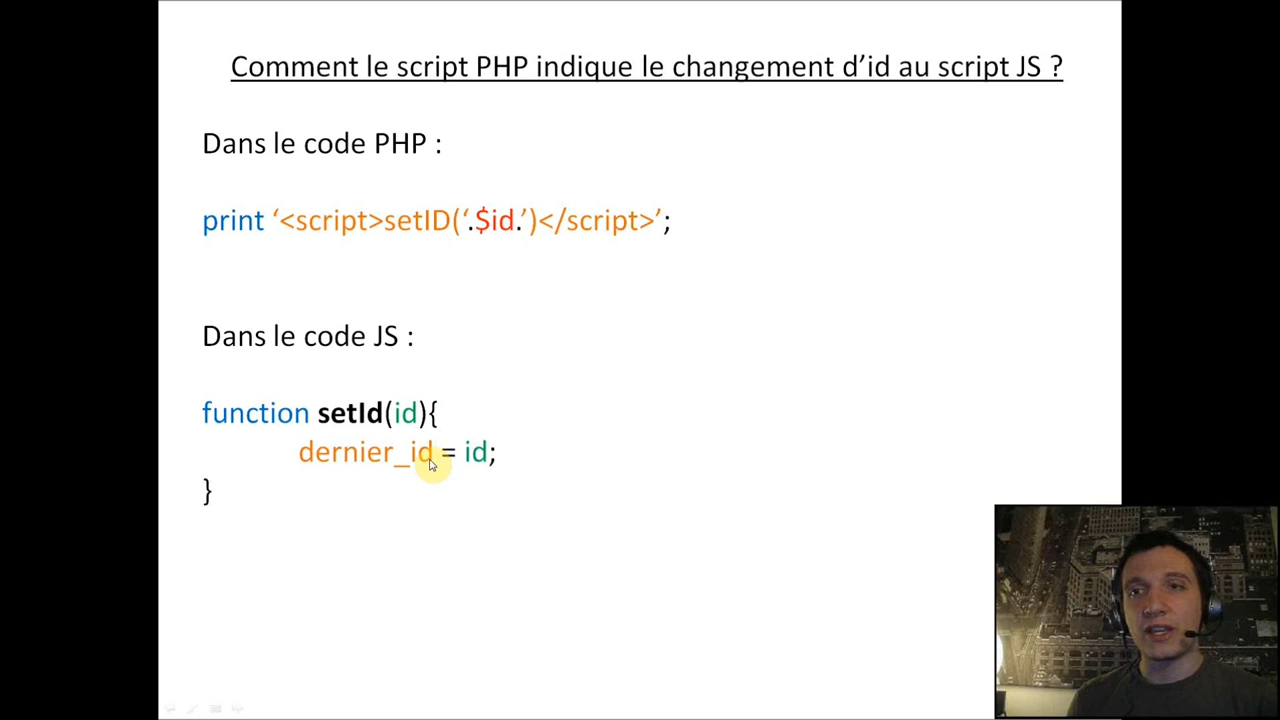 Comment le script PHP indique le changement d’id au script JS ?
Dans le code PHP :
print ‘<script>setID(‘.$id.’)</script>’;
Dans le code JS :
function setId(id){
dernier_id = id;
}